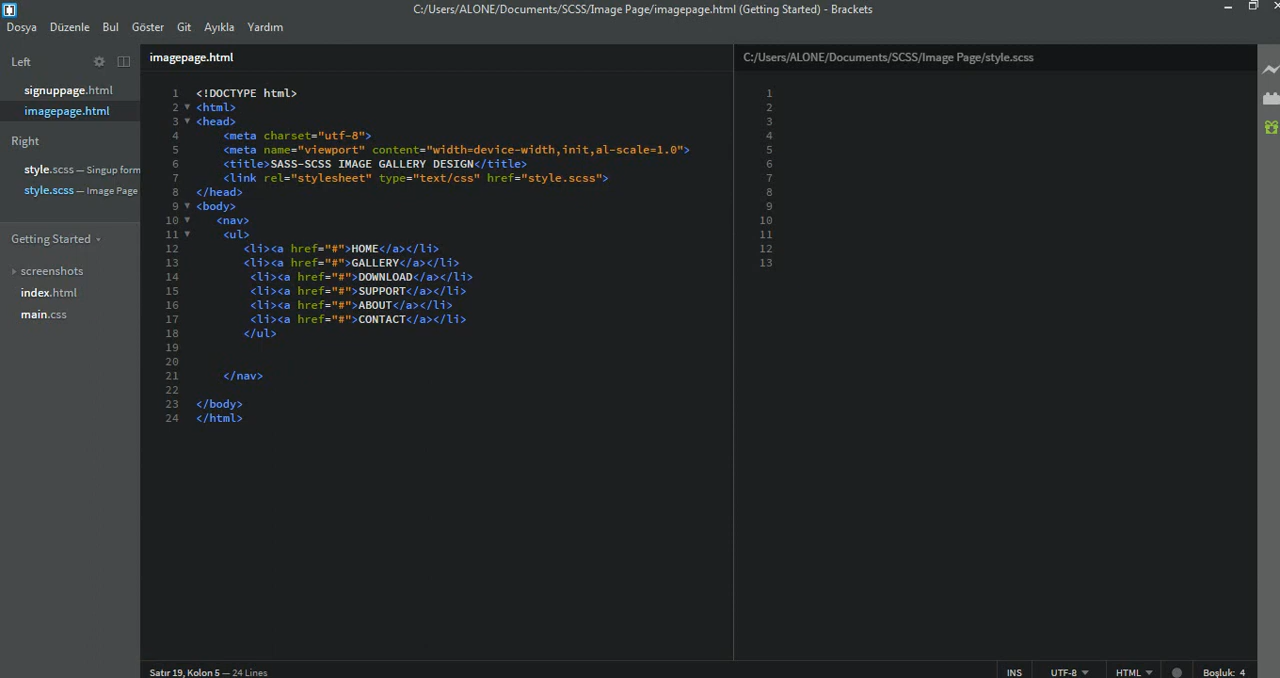 C:/Users/ALONE/Documents/SCSS/Image Page/imagepage.html (Getting Started) - Brackets
Dosya Düzenle Bul Göster Git Ayıkla Yardım
Left
signuppage.html
imagepage.html
Right
style.scss — Singup form
style.scss — Image Page
Getting Started
screenshots
index.html
main.css
imagepage.html
1 <!DOCTYPE html>
2 <html>
3 <head>
4 <meta charset="utf-8">
5 <meta name="viewport" content="width=device-width,init,al-scale=1.0">
6 <title>SASS-SCSS IMAGE GALLERY DESIGN</title>
7 <link rel="stylesheet" type="text/css" href="style.scss">
8 </head>
9 <body>
10 <nav>
11 <ul>
12 <li><a href="#">HOME</a></li>
13 <li><a href="#">GALLERY</a></li>
14 <li><a href="#">DOWNLOAD</a></li>
15 <li><a href="#">SUPPORT</a></li>
16 <li><a href="#">ABOUT</a></li>
17 <li><a href="#">CONTACT</a></li>
18 </ul>
19
20
21 </nav>
22
23 </body>
24 </html>
C:/Users/ALONE/Documents/SCSS/Image Page/style.scss
1
2
3
4
5
6
7
8
9
10
11
12
13
Satır 19, Kolon 5 — 24 Lines
INS UTF-8 HTML Boşluk: 4